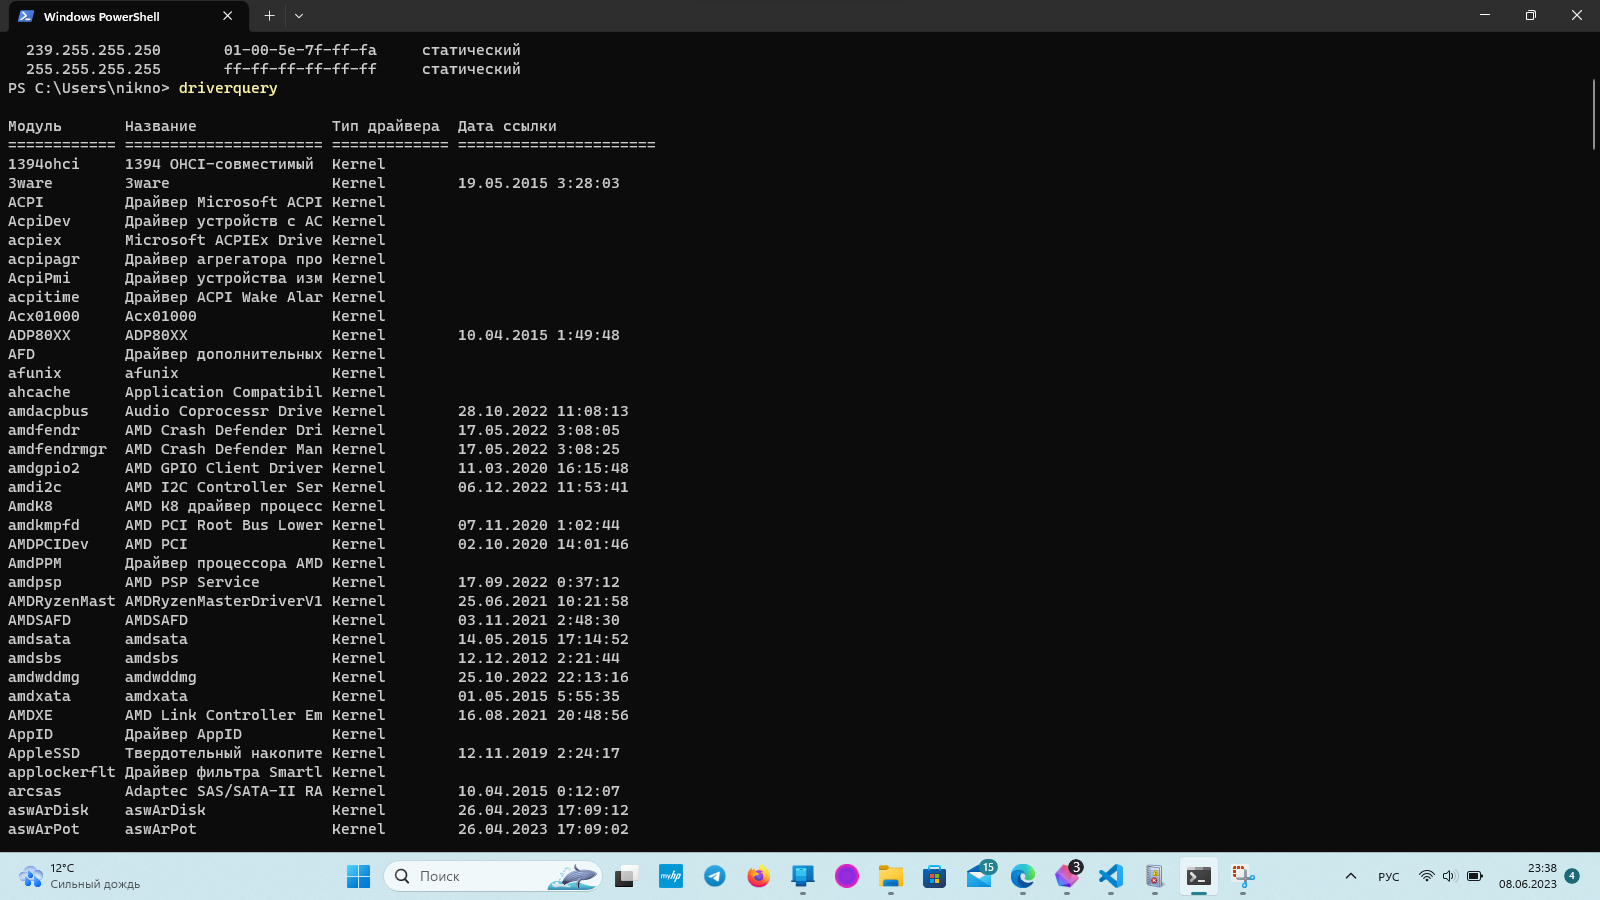 Windows PowerShell
239.255.255.250 01-00-5e-7f-ff-fa статический
255.255.255.255 ff-ff-ff-ff-ff-ff статический
PS C:\Users\nikno> driverquery
Модуль Название Тип драйвера Дата ссылки
============ ====================== ============= ======================
1394ohci 1394 OHCI-совместимый Kernel
3ware 3ware Kernel 19.05.2015 3:28:03
ACPI Драйвер Microsoft ACPI Kernel
AcpiDev Драйвер устройств с AC Kernel
acpiex Microsoft ACPIEx Drive Kernel
acpipagr Драйвер агрегатора про Kernel
AcpiPmi Драйвер устройства изм Kernel
acpitime Драйвер ACPI Wake Alar Kernel
Acx01000 Acx01000 Kernel
ADP80XX ADP80XX Kernel 10.04.2015 1:49:48
AFD Драйвер дополнительных Kernel
afunix afunix Kernel
ahcache Application Compatibil Kernel
amdacpbus Audio Coprocessr Drive Kernel 28.10.2022 11:08:13
amdfendr AMD Crash Defender Dri Kernel 17.05.2022 3:08:05
amdfendrmgr AMD Crash Defender Man Kernel 17.05.2022 3:08:25
amdgpio2 AMD GPIO Client Driver Kernel 11.03.2020 16:15:48
amdi2c AMD I2C Controller Ser Kernel 06.12.2022 11:53:41
AmdK8 AMD K8 драйвер процесс Kernel
amdkmpfd AMD PCI Root Bus Lower Kernel 07.11.2020 1:02:44
AMDPCIDev AMD PCI Kernel 02.10.2020 14:01:46
AmdPPM Драйвер процессора AMD Kernel
amdpsp AMD PSP Service Kernel 17.09.2022 0:37:12
AMDRyzenMast AMDRyzenMasterDriverV1 Kernel 25.06.2021 10:21:58
AMDSAFD AMDSAFD Kernel 03.11.2021 2:48:30
amdsata amdsata Kernel 14.05.2015 17:14:52
amdsbs amdsbs Kernel 12.12.2012 2:21:44
amdwddmg amdwddmg Kernel 25.10.2022 22:13:16
amdxata amdxata Kernel 01.05.2015 5:55:35
AMDXE AMD Link Controller Em Kernel 16.08.2021 20:48:56
AppID Драйвер AppID Kernel
AppleSSD Твердотельный накопите Kernel 12.11.2019 2:24:17
applockerflt Драйвер фильтра Smartl Kernel
arcsas Adaptec SAS/SATA-II RA Kernel 10.04.2015 0:12:07
aswArDisk aswArDisk Kernel 26.04.2023 17:09:12
aswArPot aswArPot Kernel 26.04.2023 17:09:02
12°C
Сильный дождь
Поиск
myhp
15
3
РУС
23:38
08.06.2023
4